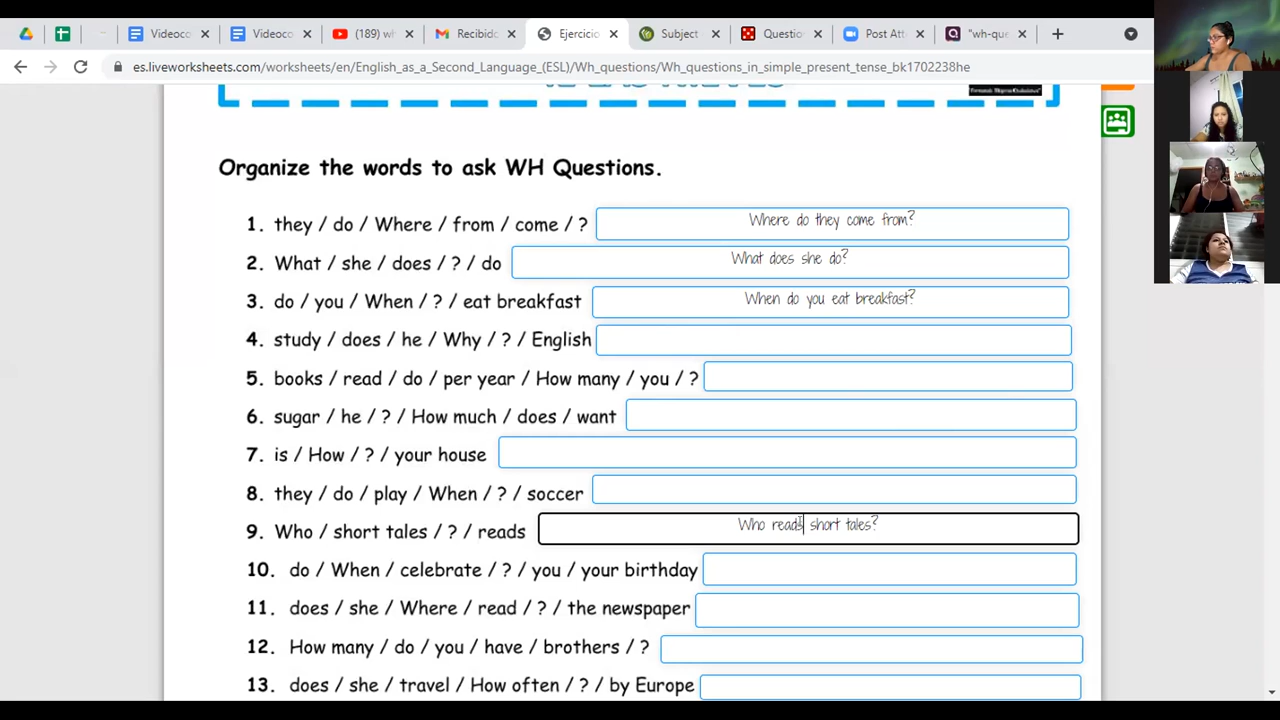 Videoco
Videoco
(189) wh
Recibido
Ejercicio
Subject
Question
Post Att
"wh-que
es.liveworksheets.com/worksheets/en/English_as_a_Second_Language_(ESL)/Wh_questions/Wh_questions_in_simple_present_tense_bk1702238he
Organize the words to ask WH Questions.
1. they / do / Where / from / come / ? Where do they come from?
2. What / she / does / ? / do What does she do?
3. do / you / When / ? / eat breakfast When do you eat breakfast?
4. study / does / he / Why / ? / English
5. books / read / do / per year / How many / you / ?
6. sugar / he / ? / How much / does / want
7. is / How / ? / your house
8. they / do / play / When / ? / soccer
9. Who / short tales / ? / reads Who reads short tales?
10. do / When / celebrate / ? / you / your birthday
11. does / she / Where / read / ? / the newspaper
12. How many / do / you / have / brothers / ?
13. does / she / travel / How often / ? / by Europe